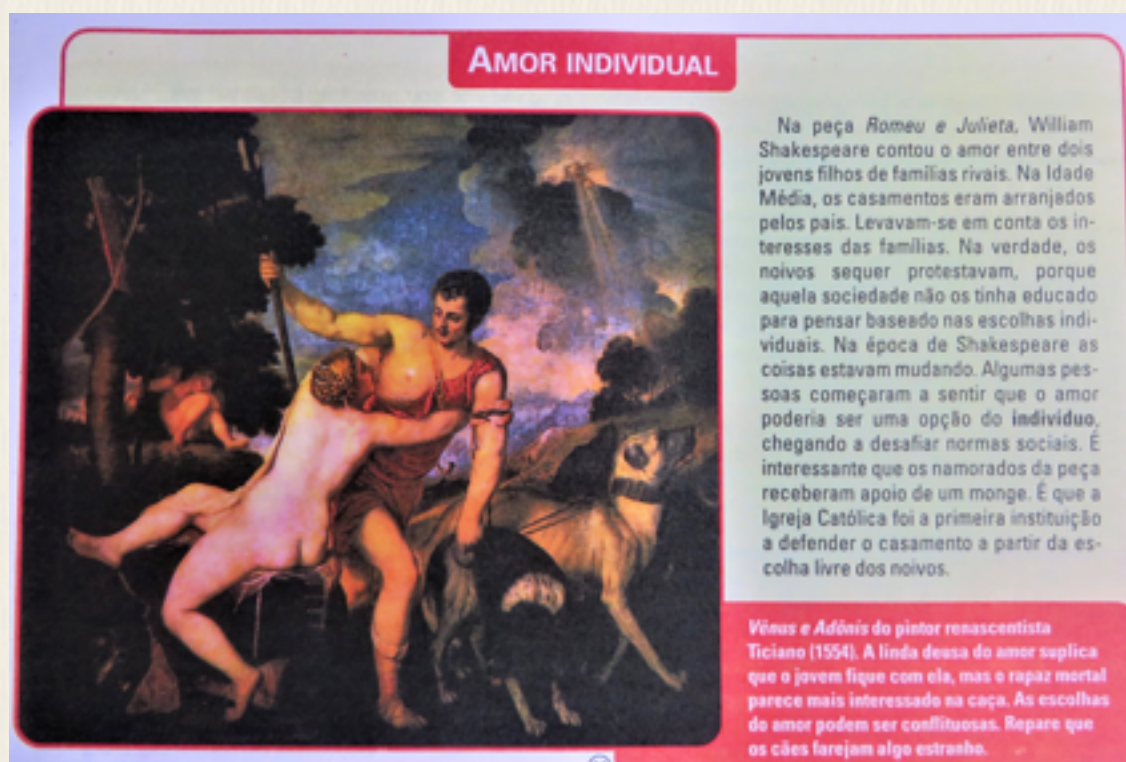 AMOR INDIVIDUAL
Na peça Romeu e Julieta, William
Shakespeare contou o amor entre dois
jovens filhos de famílias rivais. Na Idade
Média, os casamentos eram arranjados
pelos pais. Levavam-se em conta os in-
teresses das famílias. Na verdade, os
noivos sequer protestavam, porque
aquela sociedade não os tinha educado
para pensar baseado nas escolhas indi-
viduais. Na época de Shakespeare as
coisas estavam mudando. Algumas pes-
soas começaram a sentir que o amor
poderia ser uma opção do indivíduo,
chegando a desafiar normas sociais. É
interessante que os namorados da peça
receberam apoio de um monge. É que a
Igreja Católica foi a primeira instituição
a defender o casamento a partir da es-
colha livre dos noivos.
Vênus e Adônis do pintor renascentista
Ticiano (1554). A linda deusa do amor suplica
que o jovem fique com ela, mas o rapaz mortal
parece mais interessado na caça. As escolhas
do amor podem ser conflituosas. Repare que
os cães farejam algo estranho.